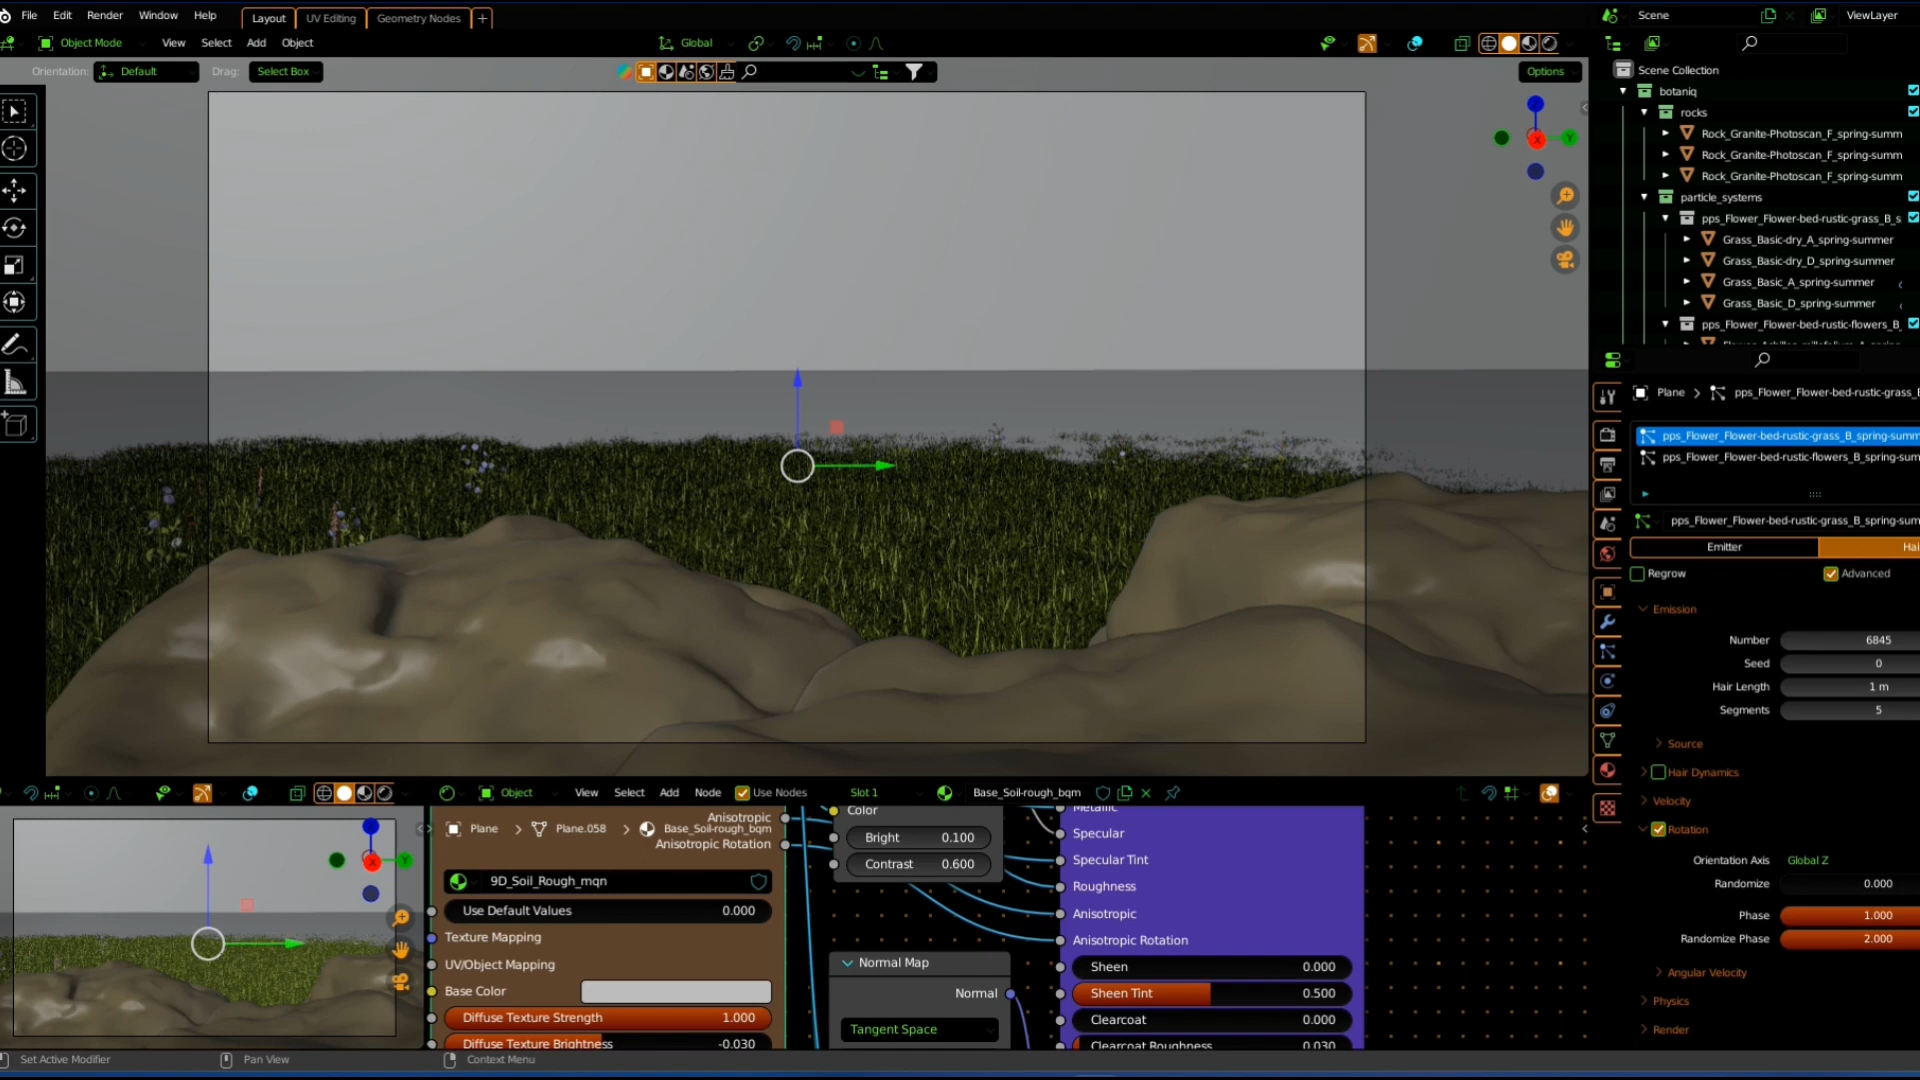 File Edit Render Window Help Layout UV Editing Geometry Nodes + Scene ViewLayer
Object Mode View Select Add Object Global
Orientation: Default Drag: Select Box Options
Scene Collection
botaniq
rocks
Rock_Granite-Photoscan_F_spring-summ
Rock_Granite-Photoscan_F_spring-summ
Rock_Granite-Photoscan_F_spring-summ
particle_systems
pps_Flower_Flower-bed-rustic-grass_B_s
Grass_Basic-dry_A_spring-summer
Grass_Basic-dry_D_spring-summer
Grass_Basic_A_spring-summer
Grass_Basic_D_spring-summer
pps_Flower_Flower-bed-rustic-flowers_B_
Z
X Y
Plane > pps_Flower_Flower-bed-rustic-grass_B
pps_Flower_Flower-bed-rustic-grass_B_spring-summ
pps_Flower_Flower-bed-rustic-flowers_B_spring-sum
pps_Flower_Flower-bed-rustic-grass_B_spring-sum
Emitter Hai
Regrow Advanced
Emission
Number 6845
Seed 0
Hair Length 1 m
Segments 5
Source
Hair Dynamics
Velocity
Rotation
Orientation Axis Global Z
Randomize 0.000
Phase 1.000
Randomize Phase 2.000
Angular Velocity
Physics
Render
Object View Select Add Node Use Nodes Slot 1 Base_Soil-rough_bqm
Plane > Plane.058 > Base_Soil-rough_bqm
Anisotropic
Anisotropic Rotation
9D_Soil_Rough_mqn
Use Default Values 0.000
Texture Mapping
UV/Object Mapping
Base Color
Diffuse Texture Strength 1.000
Diffuse Texture Brightness -0.030
Color
Bright 0.100
Contrast 0.600
Normal Map
Normal
Tangent Space
Metallic
Specular
Specular Tint
Roughness
Anisotropic
Anisotropic Rotation
Sheen 0.000
Sheen Tint 0.500
Clearcoat 0.000
Clearcoat Roughness 0.030
X Y
Set Active Modifier Pan View Context Menu